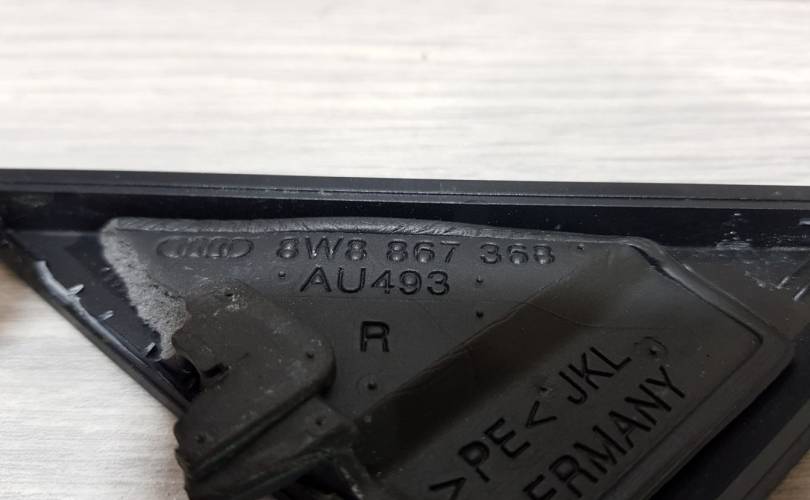 8W8 867 368
AU493
R
>PE< JKL
ERMANY